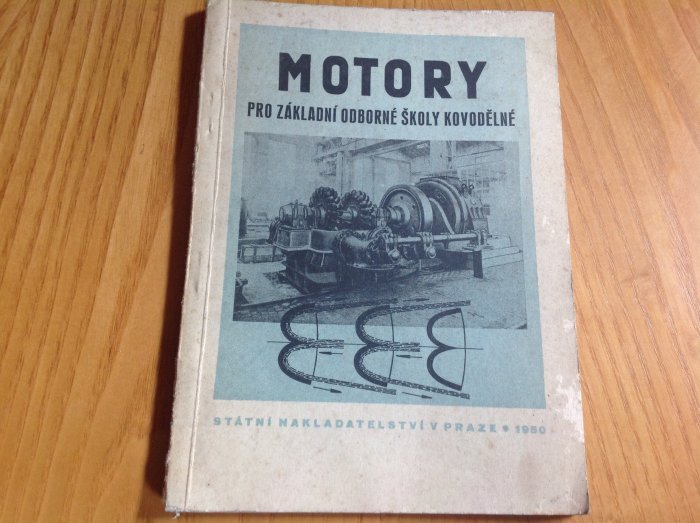 MOTORY
PRO ZÁKLADNÍ ODBORNÉ ŠKOLY KOVODĚLNÉ
STÁTNÍ NAKLADATELSTVÍ V PRAZE • 1950